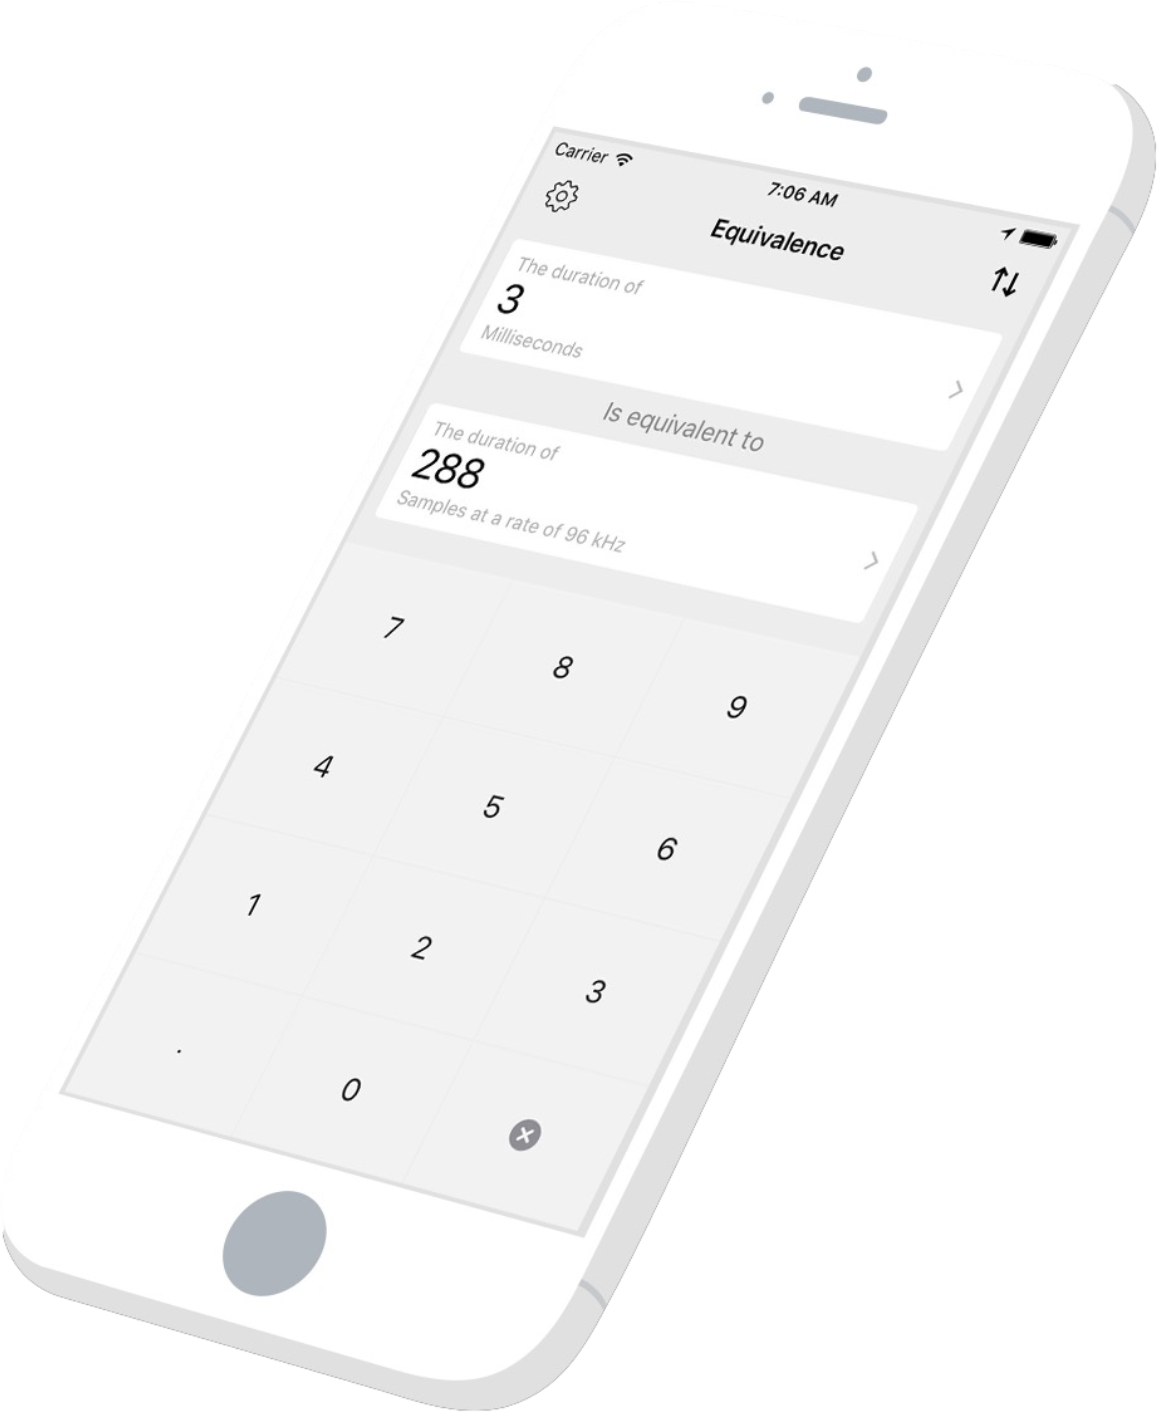 Carrier
7:06 AM
Equivalence
The duration of
3
Milliseconds
Is equivalent to
The duration of
288
Samples at a rate of 96 kHz
7 8 9
4 5 6
1 2 3
. 0